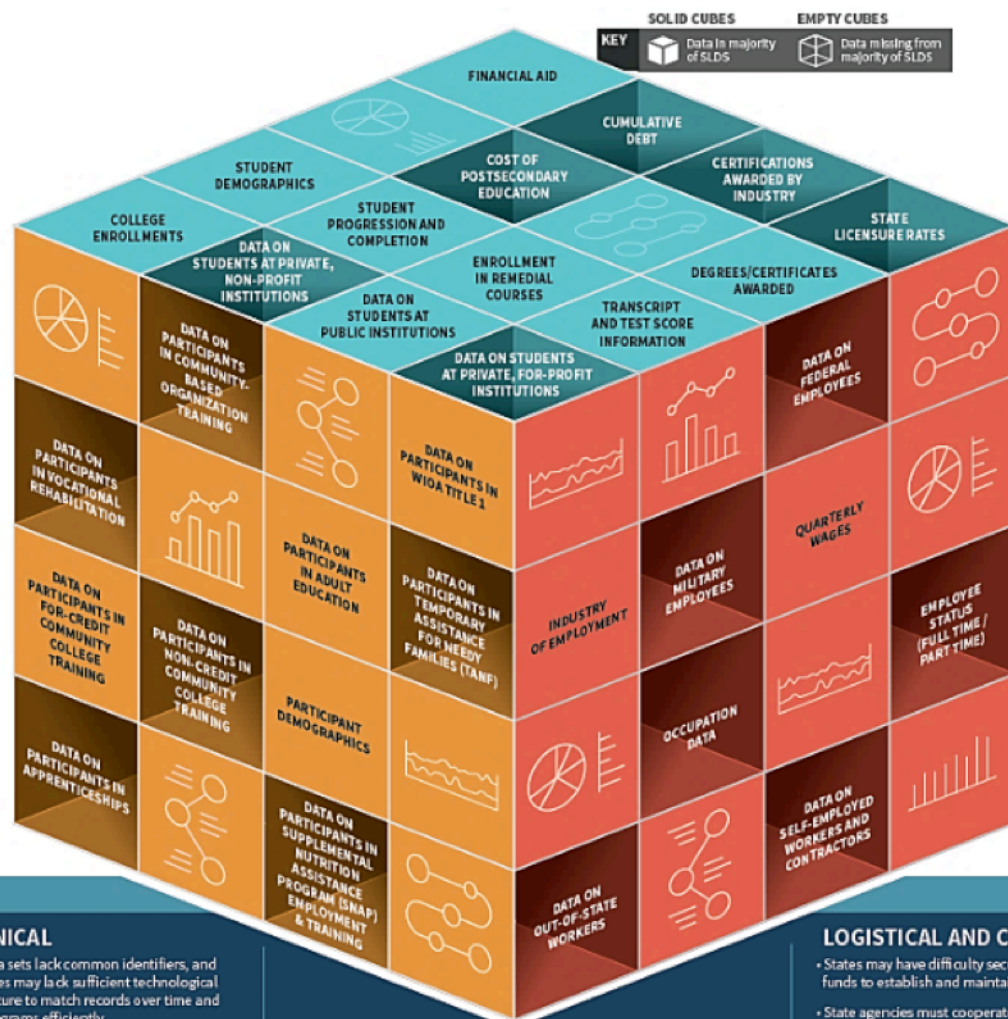 SOLID CUBES
EMPTY CUBES
KEY
Data in majority
of SLDS
Data missing from
majority of SLDS
FINANCIAL AID
CUMULATIVE
DEBT
COST OF
POSTSECONDARY
EDUCATION
CERTIFICATIONS
AWARDED BY
INDUSTRY
STUDENT
DEMOGRAPHICS
STATE
LICENSURE RATES
COLLEGE
ENROLLMENTS
STUDENT
PROGRESSION AND
COMPLETION
DATA ON
STUDENTS AT PRIVATE,
NON-PROFIT
INSTITUTIONS
ENROLLMENT
IN REMEDIAL
COURSES
DEGREES/CERTIFICATES
AWARDED
DATA ON
STUDENTS AT
PUBLIC INSTITUTIONS
TRANSCRIPT
AND TEST SCORE
INFORMATION
DATA ON STUDENTS
AT PRIVATE, FOR-PROFIT
INSTITUTIONS
DATA ON
PARTICIPANTS
IN COMMUNITY-
BASED
ORGANIZATION
TRAINING
DATA ON
PARTICIPANTS IN
WIOA TITLE 1
DATA ON
PARTICIPANTS
IN VOCATIONAL
REHABILITATION
DATA ON
PARTICIPANTS
IN ADULT
EDUCATION
DATA ON
PARTICIPANTS IN
TEMPORARY
ASSISTANCE
FOR NEEDY
FAMILIES (TANF)
DATA ON
PARTICIPANTS IN
FOR-CREDIT
COMMUNITY
COLLEGE
TRAINING
DATA ON
PARTICIPANTS IN
NON-CREDIT
COMMUNITY
COLLEGE
TRAINING
PARTICIPANT
DEMOGRAPHICS
DATA ON
PARTICIPANTS IN
APPRENTICESHIPS
DATA ON
PARTICIPANTS IN
SUPPLEMENTAL
NUTRITION
ASSISTANCE
PROGRAM (SNAP)
EMPLOYMENT
& TRAINING
DATA ON
FEDERAL
EMPLOYEES
INDUSTRY
OF EMPLOYMENT
DATA ON
MILITARY
EMPLOYEES
QUARTERLY
WAGES
EMPLOYEE
STATUS
(FULL TIME /
PART TIME)
OCCUPATION
DATA
DATA ON
SELF-EMPLOYED
WORKERS AND
CONTRACTORS
DATA ON
OUT-OF-STATE
WORKERS
NICAL
a sets lack common identifiers, and
es may lack sufficient technological
cture to match records over time and
ograms efficiently
LOGISTICAL AND C
• States may have difficulty sec
funds to establish and mainta
• State agencies must cooperat